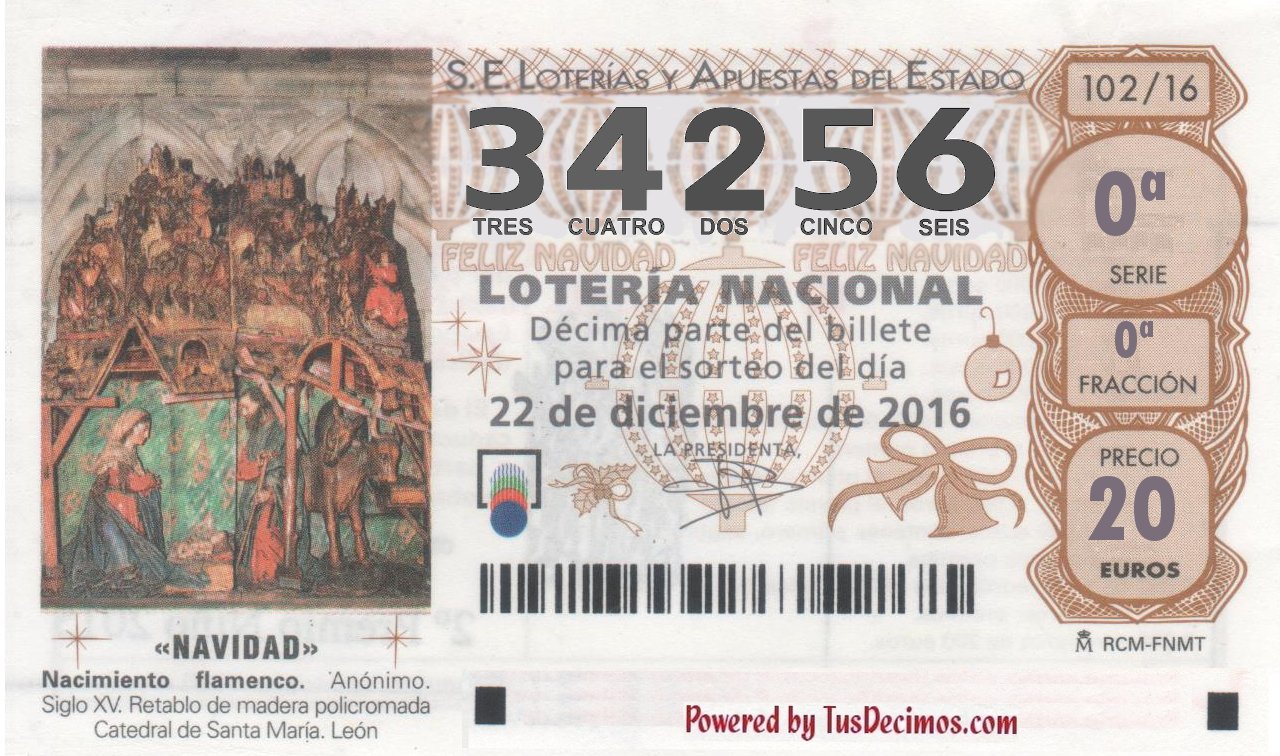 S.E. LOTERÍAS Y APUESTAS DEL ESTADO
34256
TRES CUATRO DOS CINCO SEIS
FELIZ NAVIDAD FELIZ NAVIDAD
LOTERÍA NACIONAL
Décima parte del billete
para el sorteo del día
22 de diciembre de 2016
LA PRESIDENTA,
102/16
0ª
SERIE
0ª
FRACCIÓN
PRECIO
20
EUROS
RCM-FNMT
«NAVIDAD»
Nacimiento flamenco. Anónimo.
Siglo XV. Retablo de madera policromada
Catedral de Santa María. León
Powered by TusDecimos.com